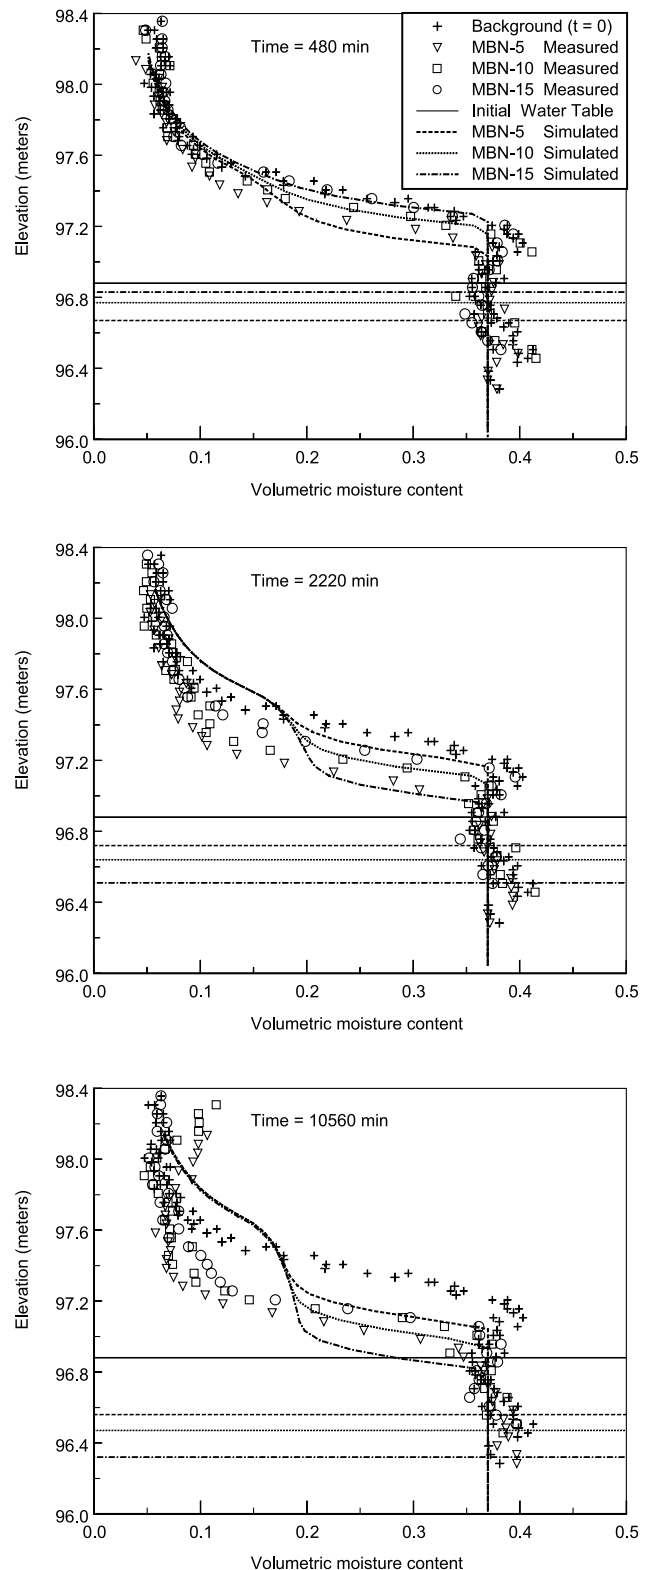 98.4
98.0
97.6
97.2
96.8
96.4
96.0
0.0 0.1 0.2 0.3 0.4 0.5
Elevation (meters)
Volumetric moisture content
Time = 480 min
Background (t = 0)
MBN-5 Measured
MBN-10 Measured
MBN-15 Measured
Initial Water Table
MBN-5 Simulated
MBN-10 Simulated
MBN-15 Simulated
98.4
98.0
97.6
97.2
96.8
96.4
96.0
0.0 0.1 0.2 0.3 0.4 0.5
Elevation (meters)
Volumetric moisture content
Time = 2220 min
98.4
98.0
97.6
97.2
96.8
96.4
96.0
0.0 0.1 0.2 0.3 0.4 0.5
Elevation (meters)
Volumetric moisture content
Time = 10560 min